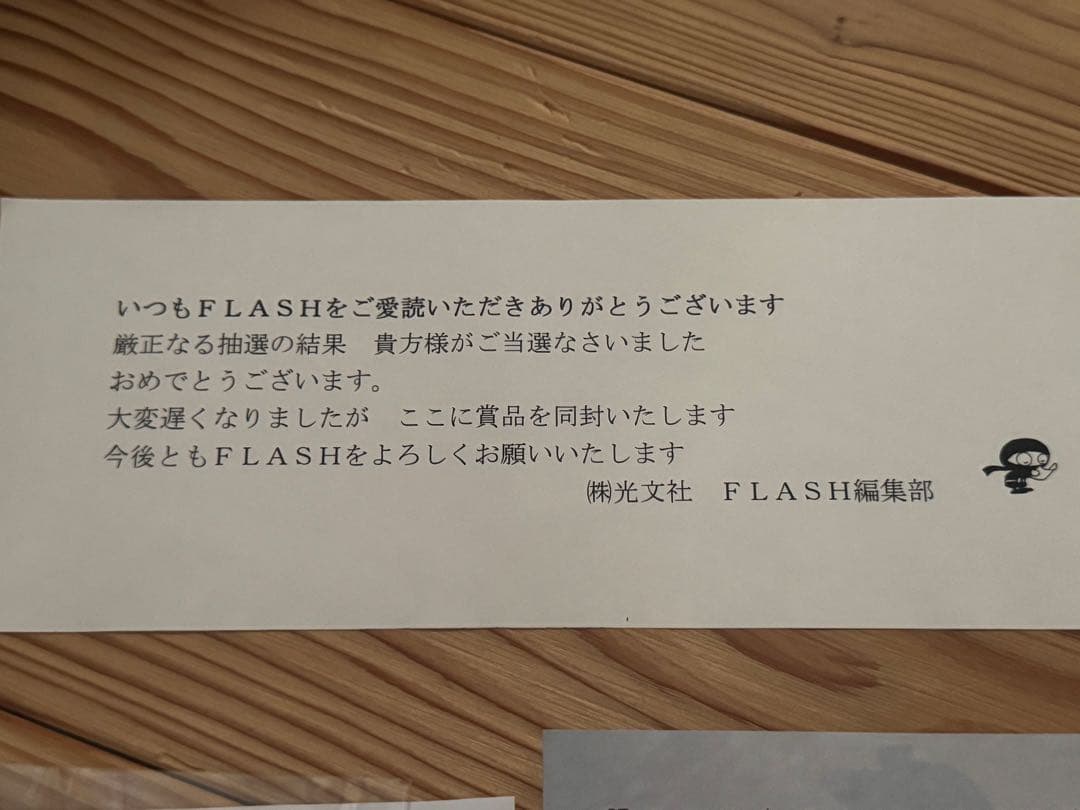 いつもＦＬＡＳＨをご愛読いただきありがとうございます
厳正なる抽選の結果　貴方様がご当選なさいました
おめでとうございます。
大変遅くなりましたが　ここに賞品を同封いたします
今後ともＦＬＡＳＨをよろしくお願いいたします
㈱光文社　ＦＬＡＳＨ編集部